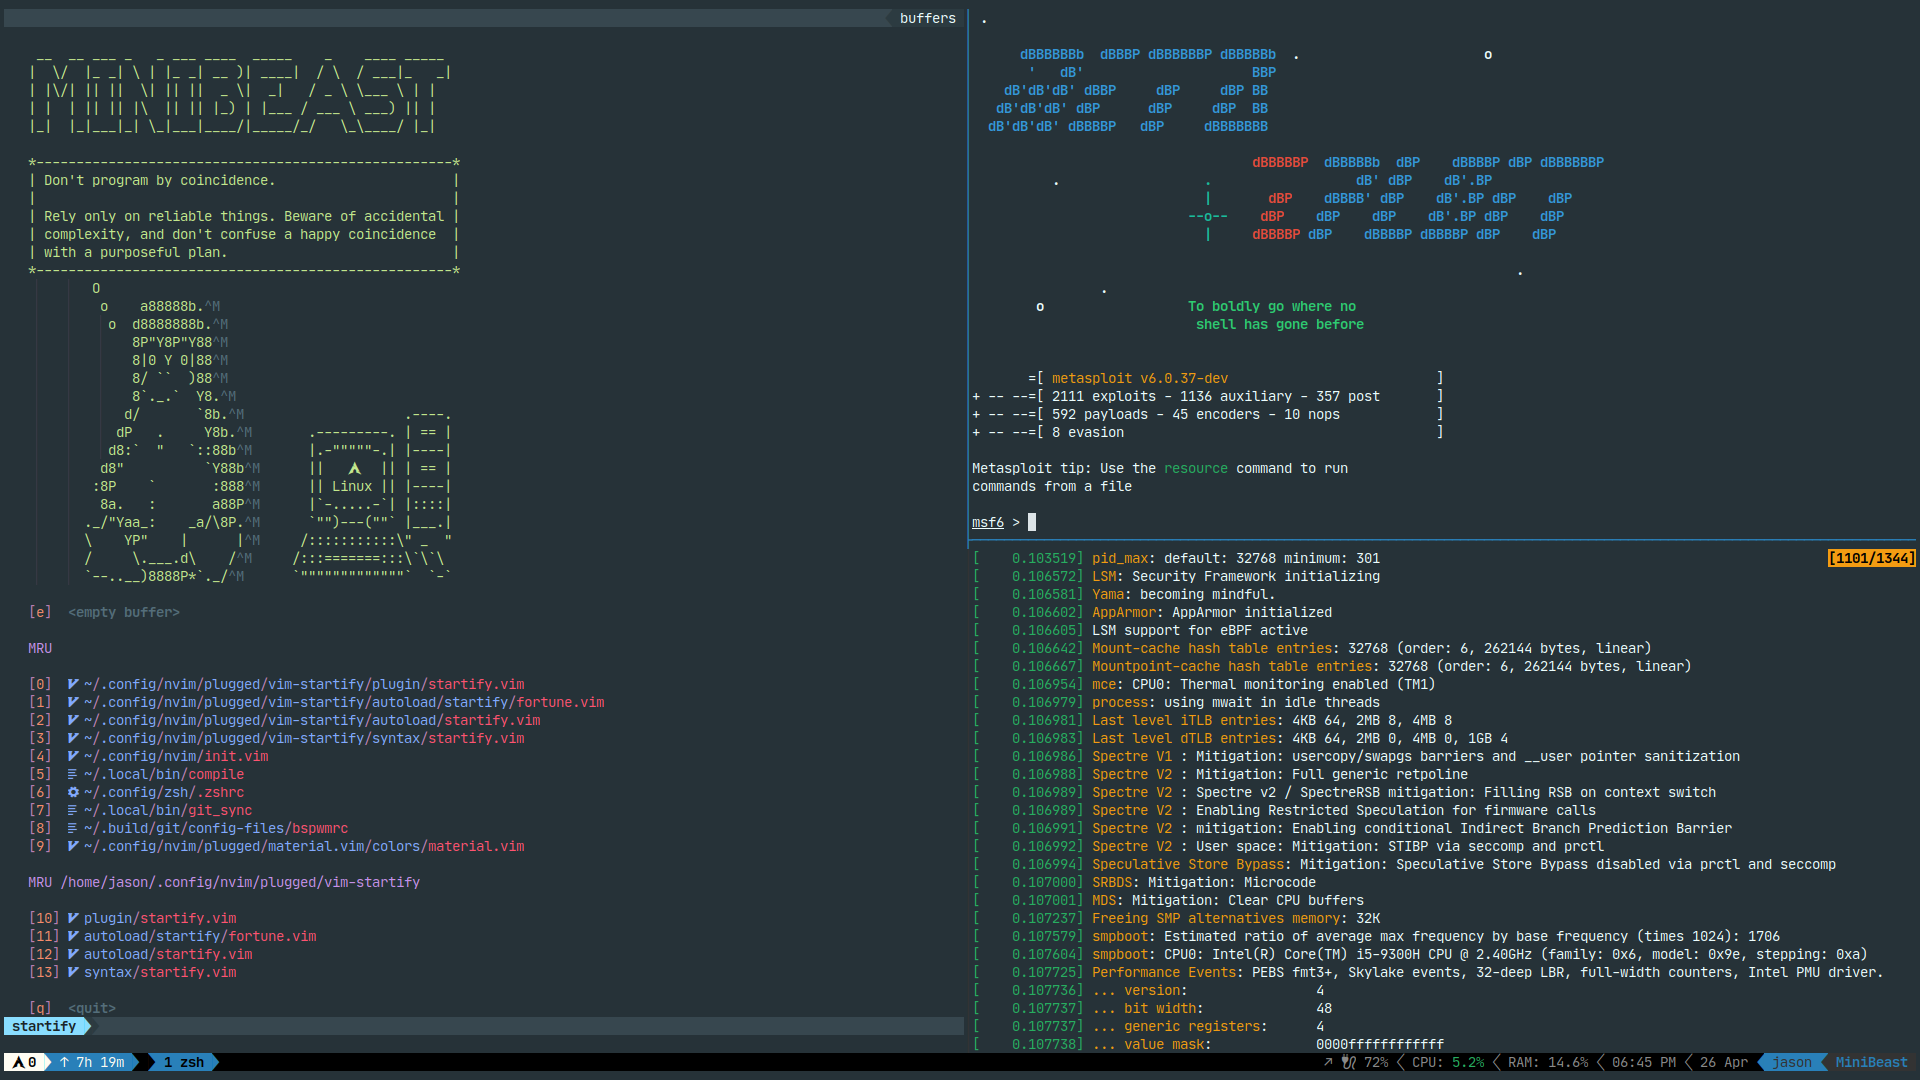 buffers
MINIBEAST
Don't program by coincidence.
Rely only on reliable things. Beware of accidental
complexity, and don't confuse a happy coincidence
with a purposeful plan.
Linux
[e] <empty buffer>
MRU
[0] ~/.config/nvim/plugged/vim-startify/plugin/startify.vim
[1] ~/.config/nvim/plugged/vim-startify/autoload/startify/fortune.vim
[2] ~/.config/nvim/plugged/vim-startify/autoload/startify.vim
[3] ~/.config/nvim/plugged/vim-startify/syntax/startify.vim
[4] ~/.config/nvim/init.vim
[5] ~/.local/bin/compile
[6] ~/.config/zsh/.zshrc
[7] ~/.local/bin/git_sync
[8] ~/.build/git/config-files/bspwmrc
[9] ~/.config/nvim/plugged/material.vim/colors/material.vim
MRU /home/jason/.config/nvim/plugged/vim-startify
[10] plugin/startify.vim
[11] autoload/startify/fortune.vim
[12] autoload/startify.vim
[13] syntax/startify.vim
[q] <quit>
startify
METASPLOIT
To boldly go where no
shell has gone before
=[ metasploit v6.0.37-dev ]
+ -- --=[ 2111 exploits - 1136 auxiliary - 357 post ]
+ -- --=[ 592 payloads - 45 encoders - 10 nops ]
+ -- --=[ 8 evasion ]
Metasploit tip: Use the resource command to run
commands from a file
msf6 >
[ 0.103519] pid_max: default: 32768 minimum: 301 [1101/1344]
[ 0.106572] LSM: Security Framework initializing
[ 0.106581] Yama: becoming mindful.
[ 0.106602] AppArmor: AppArmor initialized
[ 0.106605] LSM support for eBPF active
[ 0.106642] Mount-cache hash table entries: 32768 (order: 6, 262144 bytes, linear)
[ 0.106667] Mountpoint-cache hash table entries: 32768 (order: 6, 262144 bytes, linear)
[ 0.106954] mce: CPU0: Thermal monitoring enabled (TM1)
[ 0.106979] process: using mwait in idle threads
[ 0.106981] Last level iTLB entries: 4KB 64, 2MB 8, 4MB 8
[ 0.106983] Last level dTLB entries: 4KB 64, 2MB 0, 4MB 0, 1GB 4
[ 0.106986] Spectre V1 : Mitigation: usercopy/swapgs barriers and __user pointer sanitization
[ 0.106988] Spectre V2 : Mitigation: Full generic retpoline
[ 0.106989] Spectre V2 : Spectre v2 / SpectreRSB mitigation: Filling RSB on context switch
[ 0.106989] Spectre V2 : Enabling Restricted Speculation for firmware calls
[ 0.106991] Spectre V2 : mitigation: Enabling conditional Indirect Branch Prediction Barrier
[ 0.106992] Spectre V2 : User space: Mitigation: STIBP via seccomp and prctl
[ 0.106994] Speculative Store Bypass: Mitigation: Speculative Store Bypass disabled via prctl and seccomp
[ 0.107000] SRBDS: Mitigation: Microcode
[ 0.107001] MDS: Mitigation: Clear CPU buffers
[ 0.107237] Freeing SMP alternatives memory: 32K
[ 0.107579] smpboot: Estimated ratio of average max frequency by base frequency (times 1024): 1706
[ 0.107604] smpboot: CPU0: Intel(R) Core(TM) i5-9300H CPU @ 2.40GHz (family: 0x6, model: 0x9e, stepping: 0xa)
[ 0.107725] Performance Events: PEBS fmt3+, Skylake events, 32-deep LBR, full-width counters, Intel PMU driver.
[ 0.107736] ... version: 4
[ 0.107737] ... bit width: 48
[ 0.107737] ... generic registers: 4
[ 0.107738] ... value mask: 0000ffffffffffff
0 ↑ 7h 19m 1 zsh ↗ 72% CPU: 5.2% RAM: 14.6% 06:45 PM 26 Apr jason MiniBeast